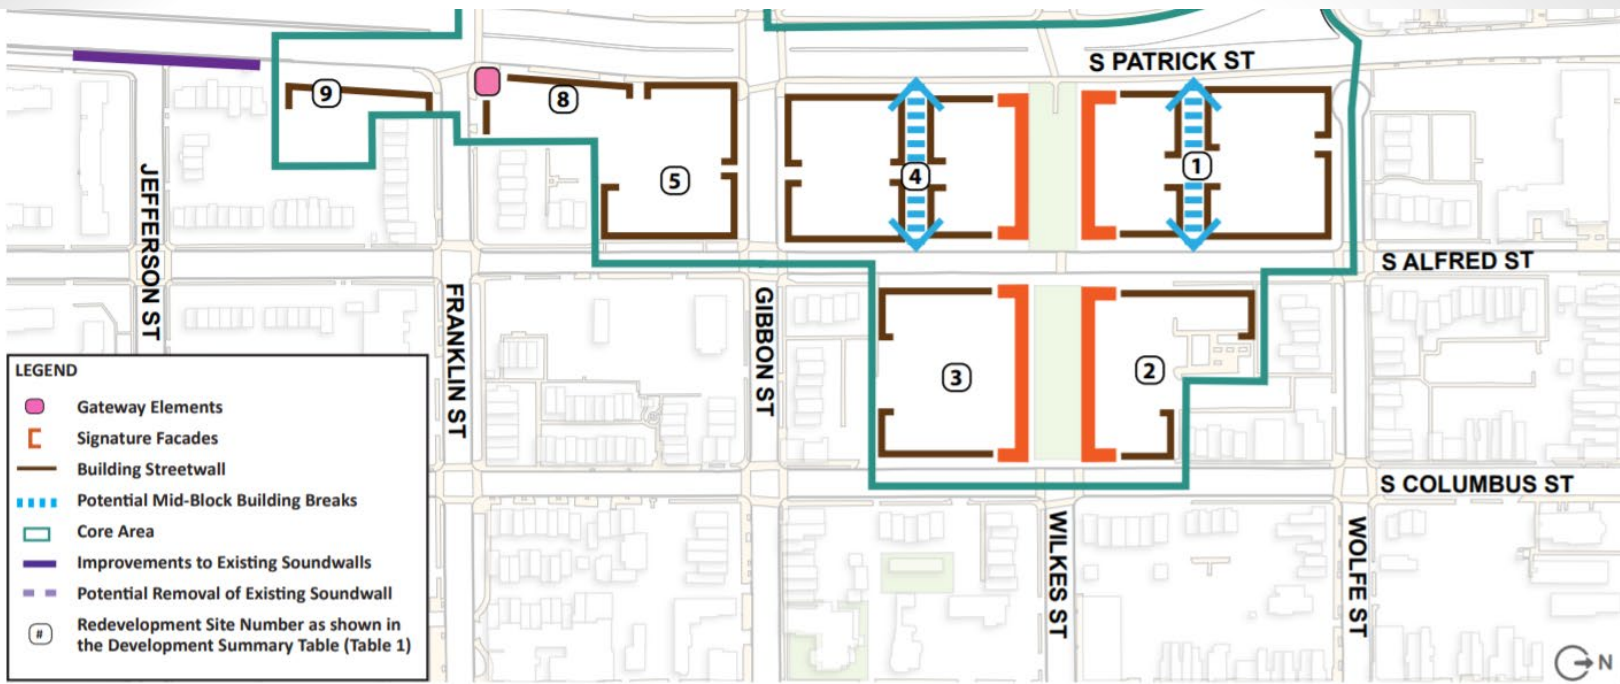 S PATRICK ST
9
8
5
4
1
JEFFERSON ST
S ALFRED ST
FRANKLIN ST
GIBBON ST
3
2
LEGEND
Gateway Elements
Signature Facades
Building Streetwall
Potential Mid-Block Building Breaks
Core Area
Improvements to Existing Soundwalls
Potential Removal of Existing Soundwall
# Redevelopment Site Number as shown in
the Development Summary Table (Table 1)
S COLUMBUS ST
WILKES ST
WOLFE ST
N